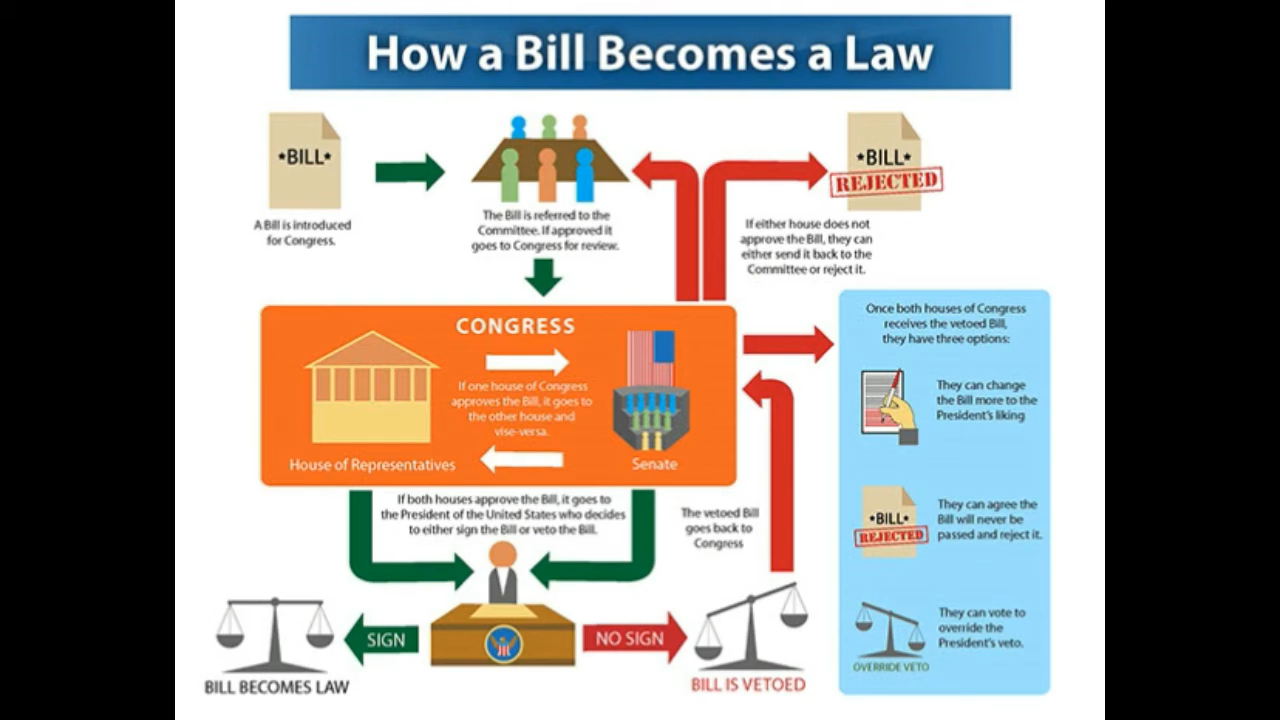 How a Bill Becomes a Law
★BILL★
A Bill is introduced
for Congress.
The Bill is referred to the
Committee. If approved it
goes to Congress for review.
★BILL★
REJECTED
If either house does not
approve the Bill, they can
either send it back to the
Committee or reject it.
CONGRESS
If one house of Congress
approves the Bill, it goes to
the other house and
vise-versa.
House of Representatives
Senate
If both houses approve the Bill, it goes to
the President of the United States who decides
to either sign the Bill or veto the Bill.
The vetoed Bill
goes back to
Congress
SIGN
NO SIGN
BILL BECOMES LAW
BILL IS VETOED
Once both houses of Congress
receives the vetoed Bill,
they have three options:
They can change
the Bill more to the
President's liking
★BILL★
REJECTED
They can agree the
Bill will never be
passed and reject it.
They can vote to
override the
President's veto.
OVERRIDE VETO